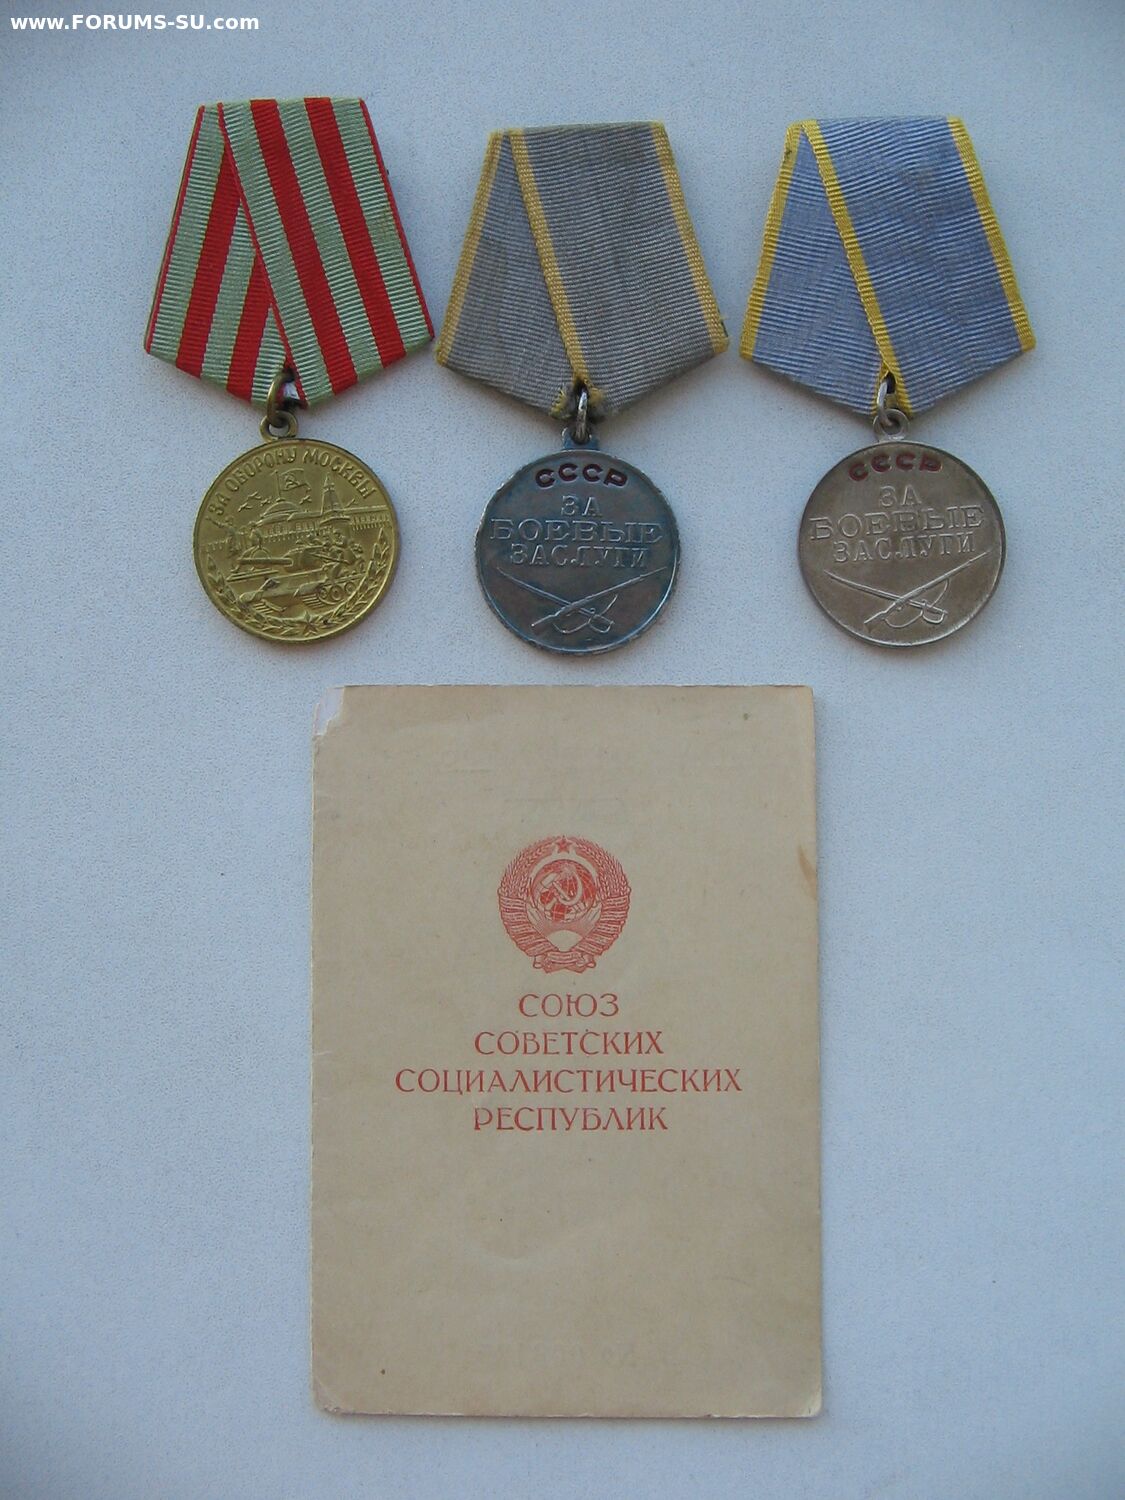 www.FORUMS-SU.com
ЗА ОБОРОНУ МОСКВЫ
СССР
ЗА
БОЕВЫЕ
ЗАСЛУГИ
СССР
ЗА
БОЕВЫЕ
ЗАСЛУГИ
СОЮЗ
СОВЕТСКИХ
СОЦИАЛИСТИЧЕСКИХ
РЕСПУБЛИК